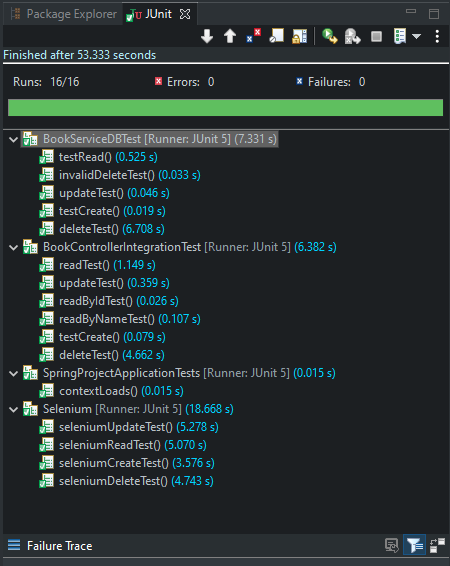 Package Explorer JUnit
Finished after 53.333 seconds
Runs: 16/16 Errors: 0 Failures: 0
BookServiceDBTest [Runner: JUnit 5] (7.331 s)
testRead() (0.525 s)
invalidDeleteTest() (0.033 s)
updateTest() (0.046 s)
testCreate() (0.019 s)
deleteTest() (6.708 s)
BookControllerIntegrationTest [Runner: JUnit 5] (6.382 s)
readTest() (1.149 s)
updateTest() (0.359 s)
readByIdTest() (0.026 s)
readByNameTest() (0.107 s)
testCreate() (0.079 s)
deleteTest() (4.662 s)
SpringProjectApplicationTests [Runner: JUnit 5] (0.015 s)
contextLoads() (0.015 s)
Selenium [Runner: JUnit 5] (18.668 s)
seleniumUpdateTest() (5.278 s)
seleniumReadTest() (5.070 s)
seleniumCreateTest() (3.576 s)
seleniumDeleteTest() (4.743 s)
Failure Trace